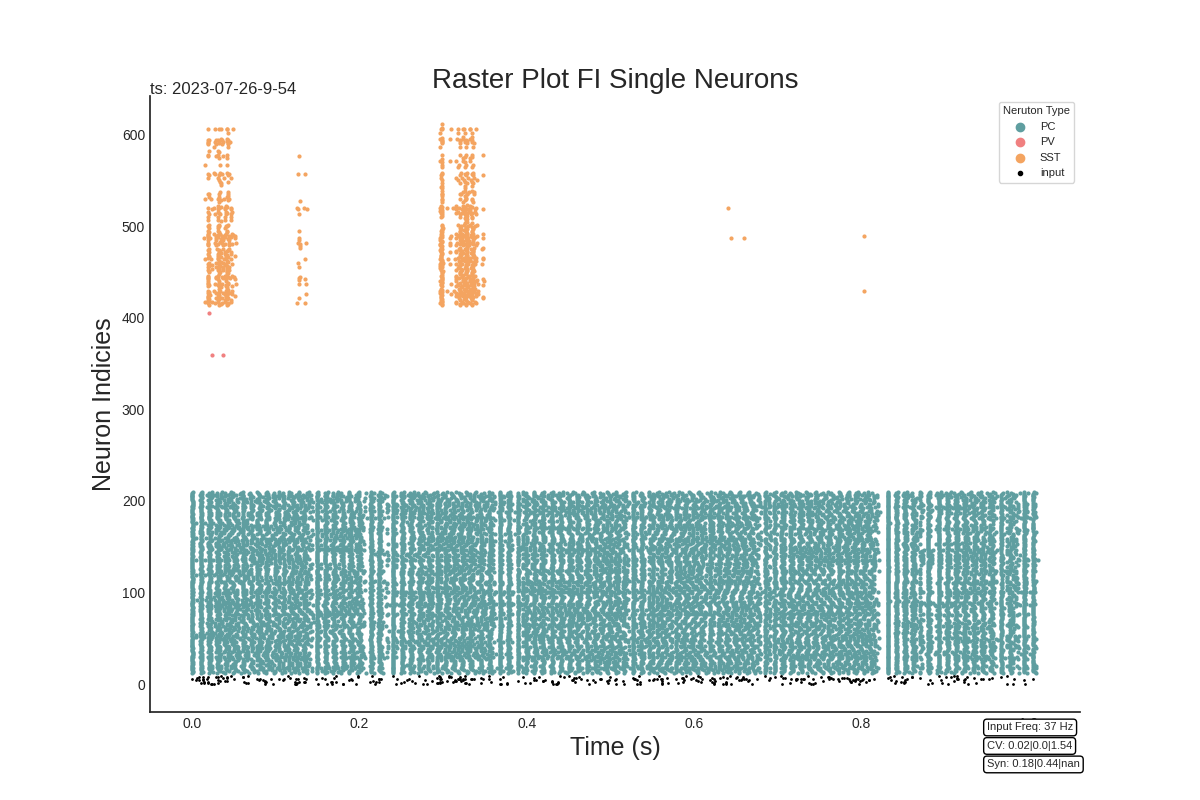 Raster Plot FI Single Neurons
ts: 2023-07-26-9-54
Neruton Type
PC
PV
SST
input
Neuron Indicies
600
500
400
300
200
100
0
0.0
0.2
0.4
0.6
0.8
Time (s)
Input Freq: 37 Hz
CV: 0.02|0.0|1.54
Syn: 0.18|0.44|nan